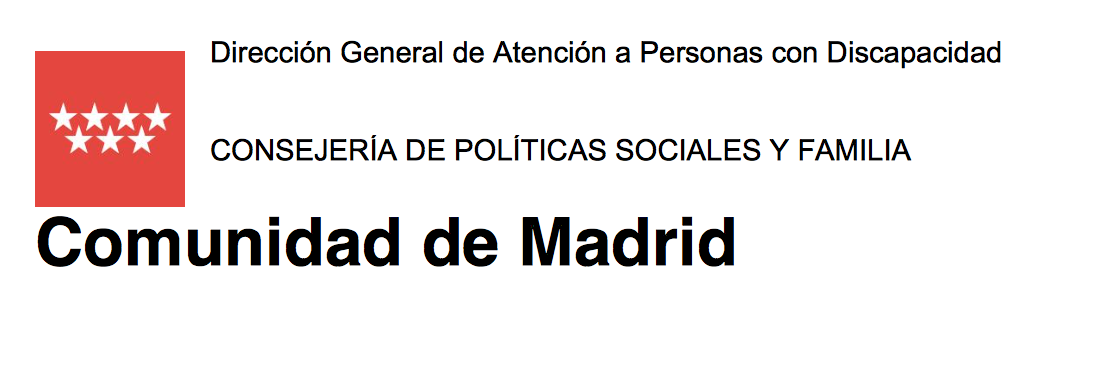 Dirección General de Atención a Personas con Discapacidad
CONSEJERÍA DE POLÍTICAS SOCIALES Y FAMILIA
Comunidad de Madrid